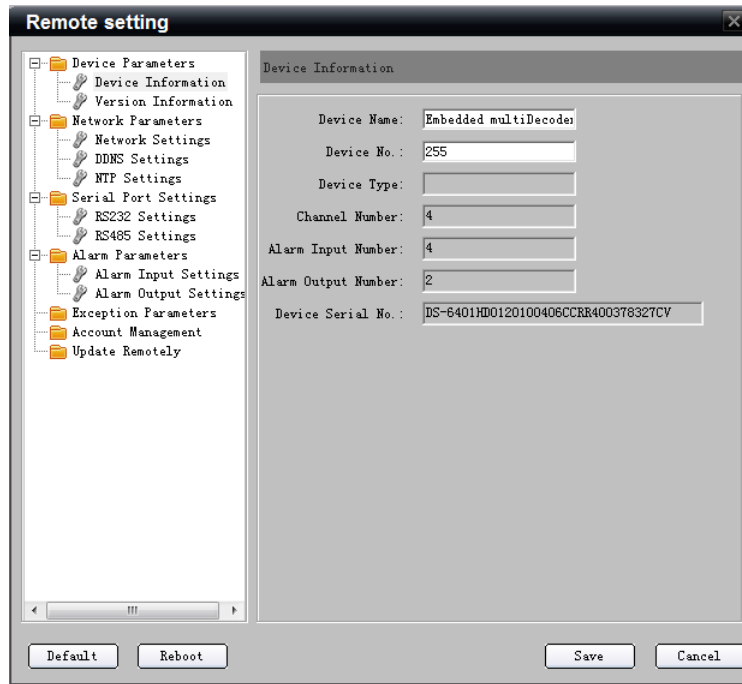 Remote setting
Device Parameters
Device Information
Version Information
Network Parameters
Network Settings
DDNS Settings
NTP Settings
Serial Port Settings
RS232 Settings
RS485 Settings
Alarm Parameters
Alarm Input Settings
Alarm Output Settings
Exception Parameters
Account Management
Update Remotely
Device Information
Device Name: Embedded multiDecoder
Device No.: 255
Device Type:
Channel Number: 4
Alarm Input Number: 4
Alarm Output Number: 2
Device Serial No.: DS-6401HD0120100406CCRR400378327CV
Default Reboot Save Cancel